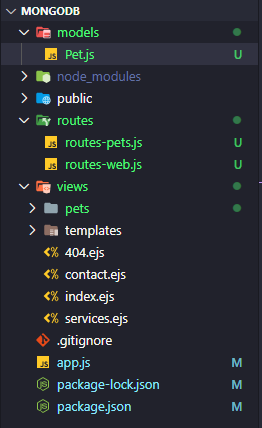 MONGODB
models
Pet.js U
node_modules
public
routes
routes-pets.js U
routes-web.js U
views
pets
templates
404.ejs
contact.ejs
index.ejs
services.ejs
.gitignore
app.js M
package-lock.json M
package.json M